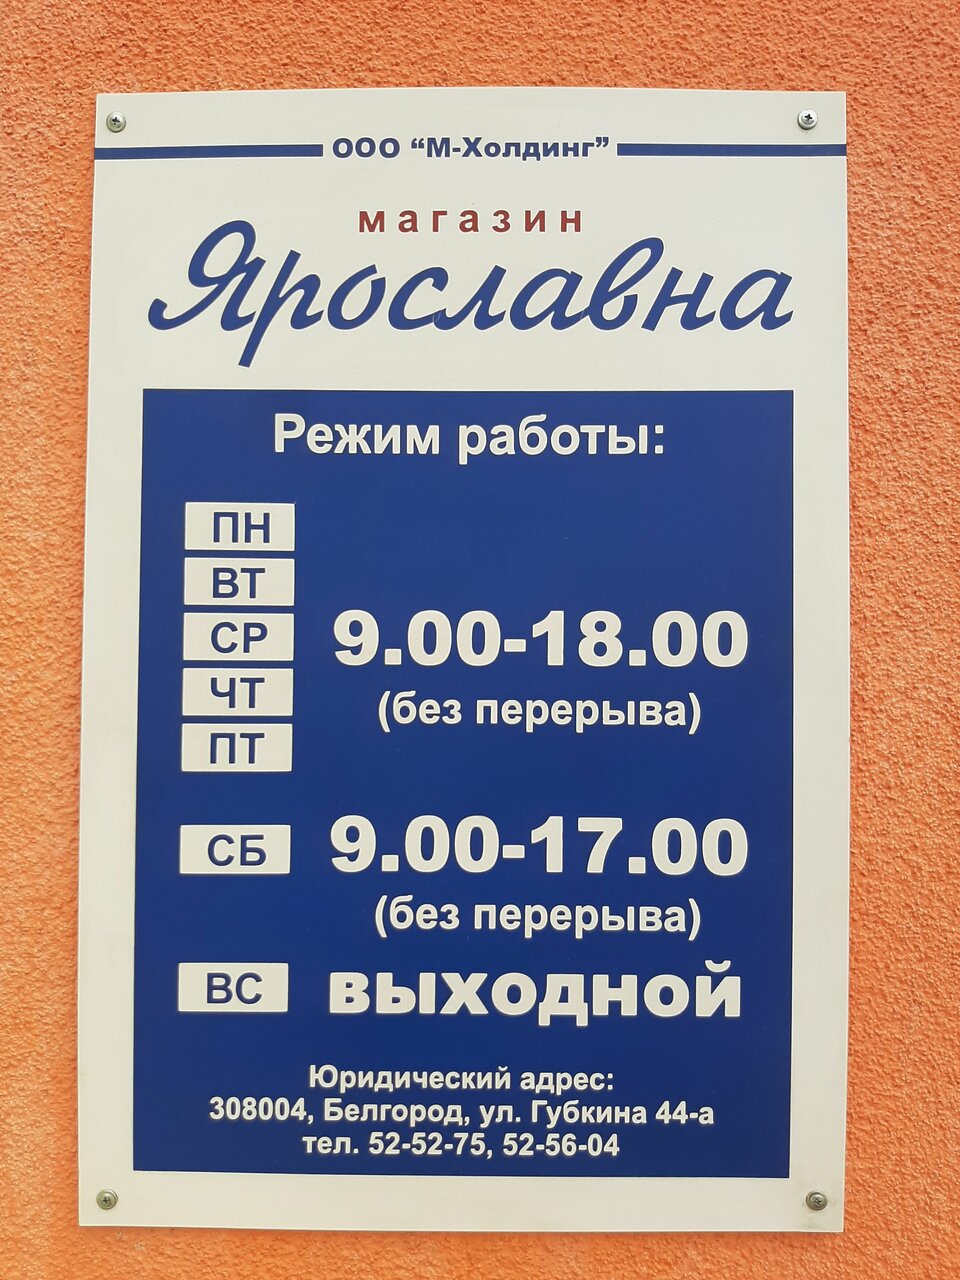 ООО “М-Холдинг”
магазин
Ярославна
Режим работы:
ПН
ВТ
СР
ЧТ
ПТ
9.00-18.00
(без перерыва)
СБ
9.00-17.00
(без перерыва)
ВС
выходной
Юридический адрес:
308004, Белгород, ул. Губкина 44-а
тел. 52-52-75, 52-56-04